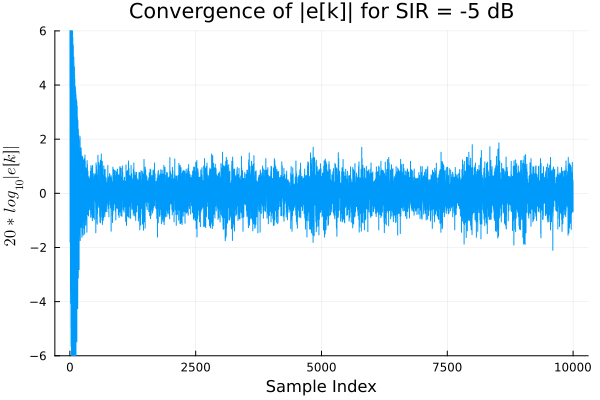 Convergence of |e[k]| for SIR = -5 dB
6
4
2
0
−2
−4
−6
20 * log₁₀|e[k]|
0 2500 5000 7500 10000
Sample Index